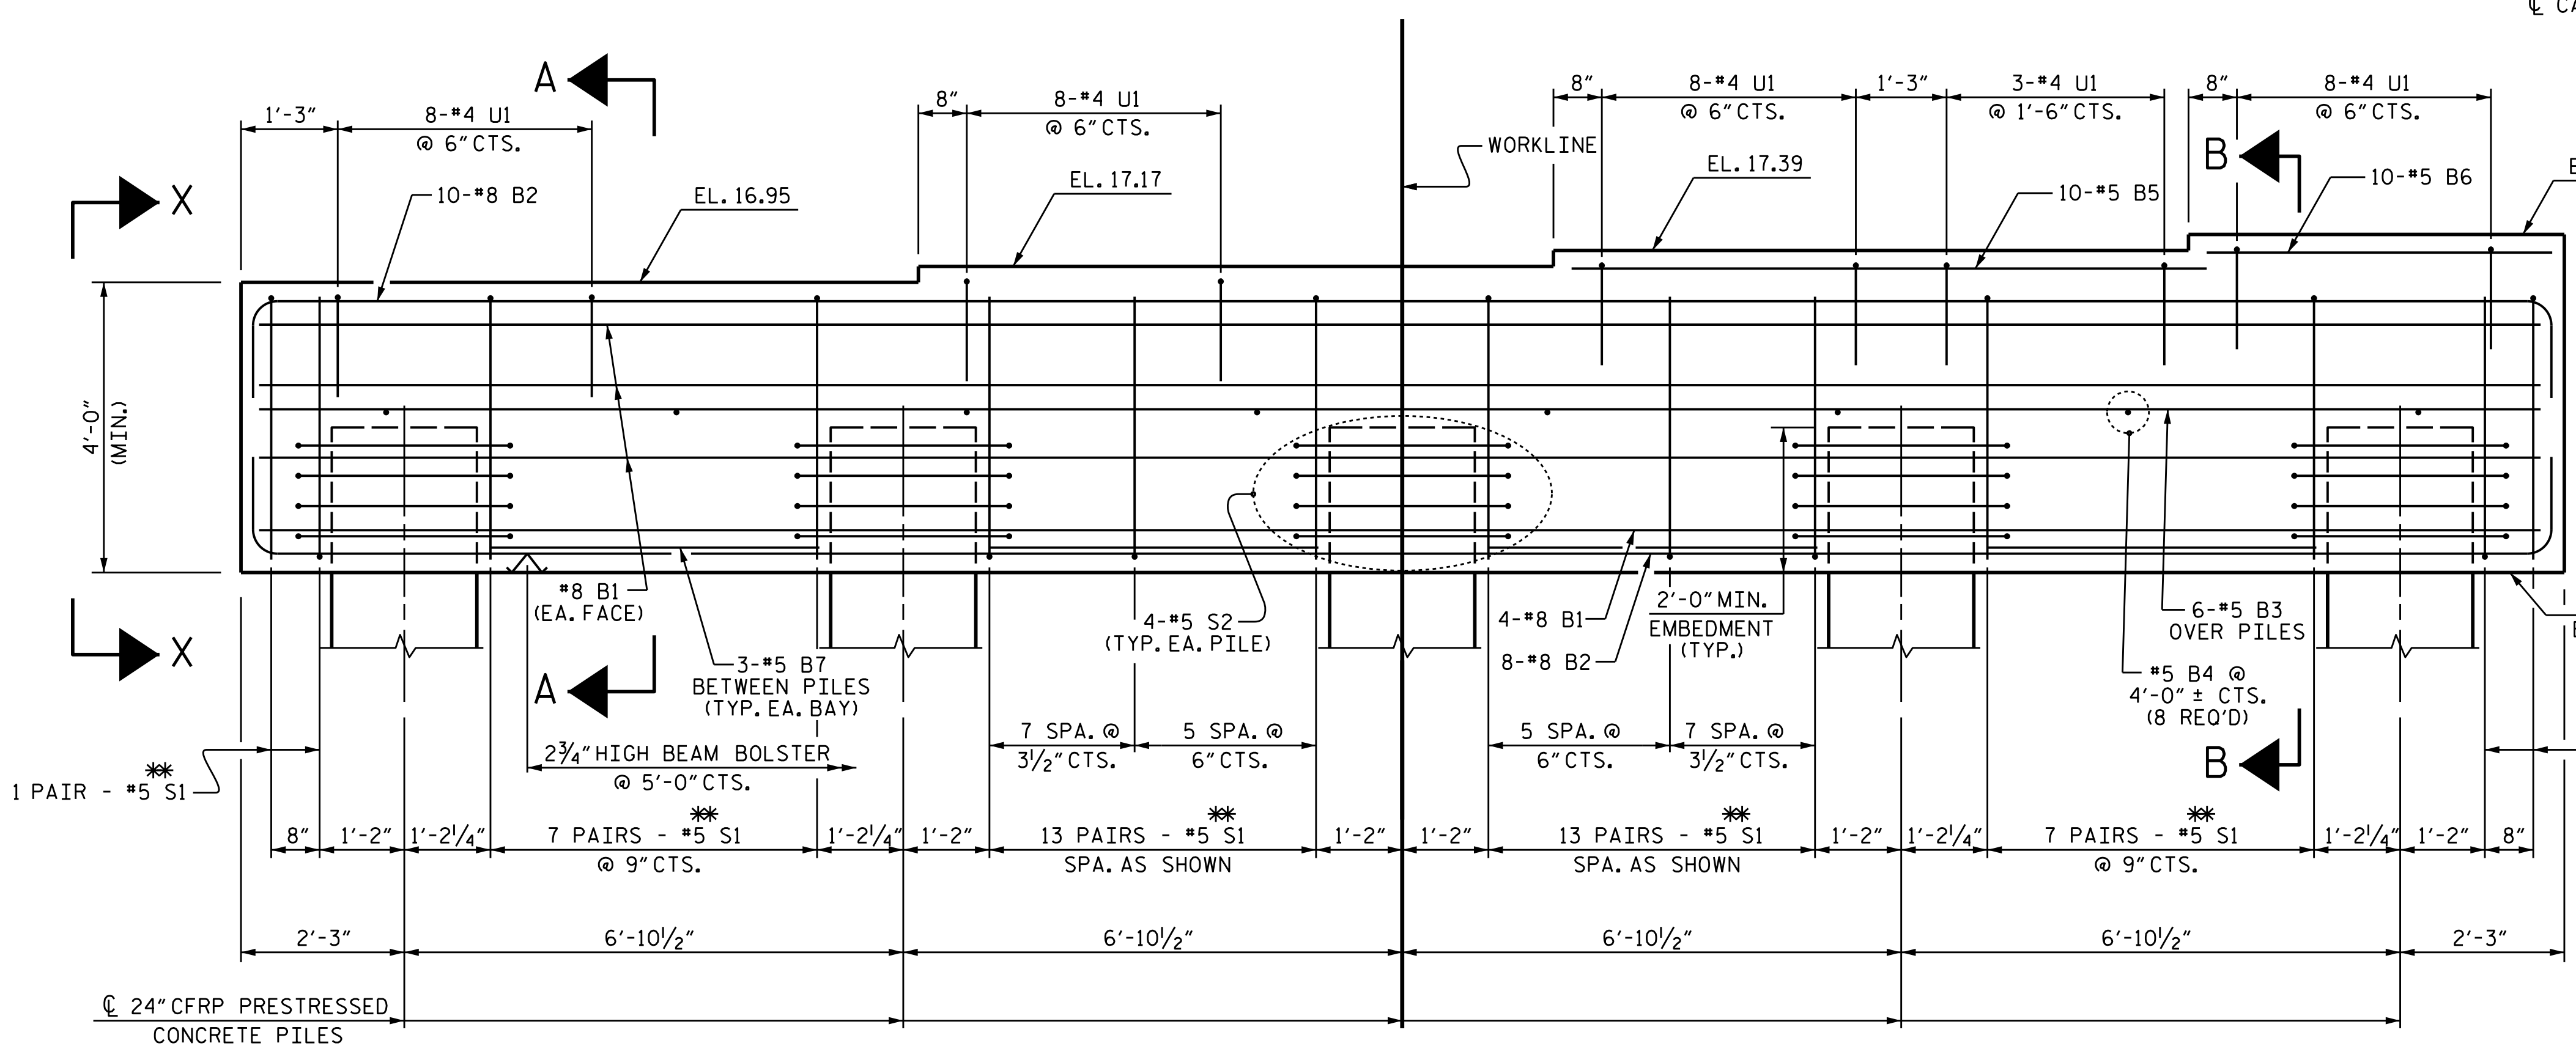 ℄ CA
A
8″
8-#4 U1
@ 6″CTS.
1′-3″
3-#4 U1
@ 1′-6″CTS.
8″
8-#4 U1
@ 6″CTS.
8″
8-#4 U1
@ 6″CTS.
1′-3″
8-#4 U1
@ 6″CTS.
WORKLINE
B
EL. 17.39
10-#5 B6
EL. 17.17
10-#5 B5
X
10-#8 B2
EL. 16.95
4′-0″
(MIN.)
#8 B1
(EA. FACE)
2′-0″MIN.
EMBEDMENT
(TYP.)
4-#5 S2
(TYP. EA. PILE)
4-#8 B1
8-#8 B2
6-#5 B3
OVER PILES
X
A
3-#5 B7
BETWEEN PILES
(TYP. EA. BAY)
#5 B4 @
4′-0″± CTS.
(8 REQ'D)
7 SPA. @
3½″CTS.
5 SPA. @
6″CTS.
5 SPA. @
6″CTS.
7 SPA. @
3½″CTS.
2¾″HIGH BEAM BOLSTER
@ 5′-0″CTS.
B
**
1 PAIR - #5 S1
**
**
**
**
8″ 1′-2″ 1′-2¼″ 7 PAIRS - #5 S1 1′-2¼″ 1′-2″ 13 PAIRS - #5 S1 1′-2″ 1′-2″ 13 PAIRS - #5 S1 1′-2″ 1′-2¼″ 7 PAIRS - #5 S1 1′-2¼″ 1′-2″ 8″
@ 9″CTS. SPA. AS SHOWN SPA. AS SHOWN @ 9″CTS.
2′-3″ 6′-10½″ 6′-10½″ 6′-10½″ 6′-10½″ 2′-3″
℄ 24″CFRP PRESTRESSED
CONCRETE PILES